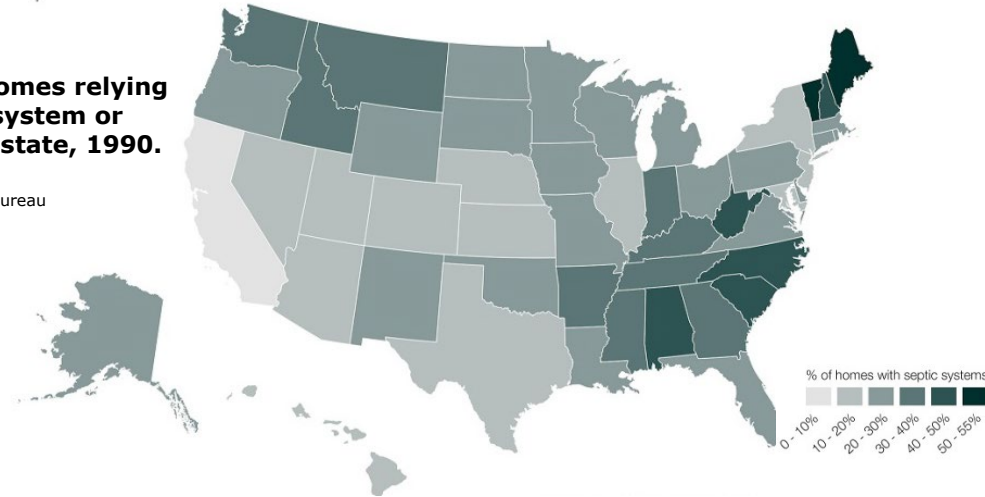 omes relying
system or
state, 1990.
ureau
% of homes with septic systems
0 - 10%
10 - 20%
20 - 30%
30 - 40%
40 - 50%
50 - 55%